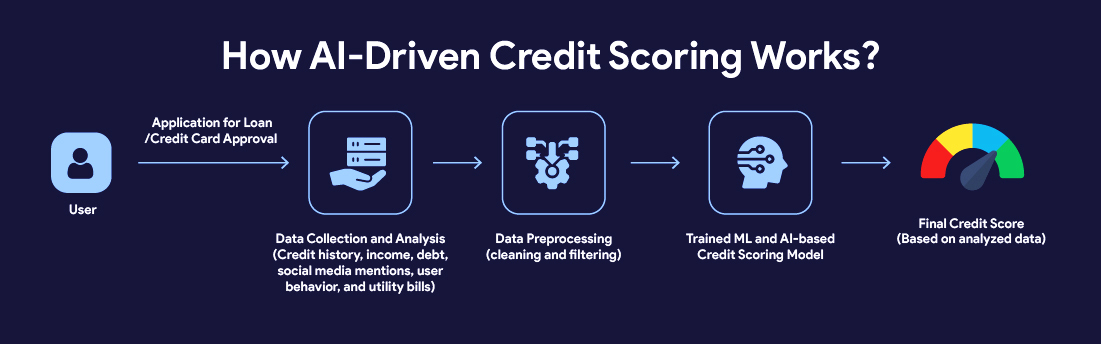 How AI-Driven Credit Scoring Works?
Application for Loan
/Credit Card Approval
User
Data Collection and Analysis
(Credit history, income, debt,
social media mentions, user
behavior, and utility bills)
Data Preprocessing
(cleaning and filtering)
Trained ML and AI-based
Credit Scoring Model
Final Credit Score
(Based on analyzed data)